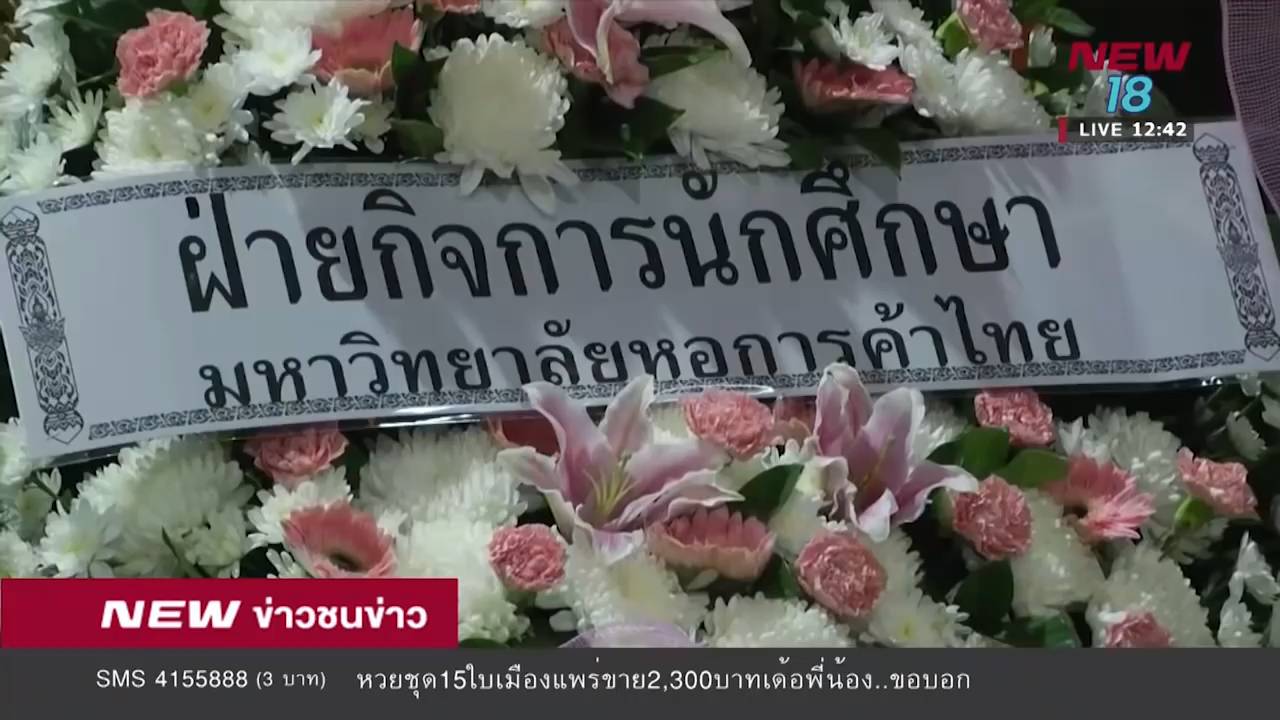 NEW
18
LIVE 12:42
ฝ่ายกิจการนักศึกษา
มหาวิทยาลัยหอการค้าไทย
NEW ข่าวชนข่าว
SMS 4155888 (3 บาท) หวยชุด15ใบเมืองแพร่ขาย2,300บาทเด้อพี่น้อง..ขอบอก